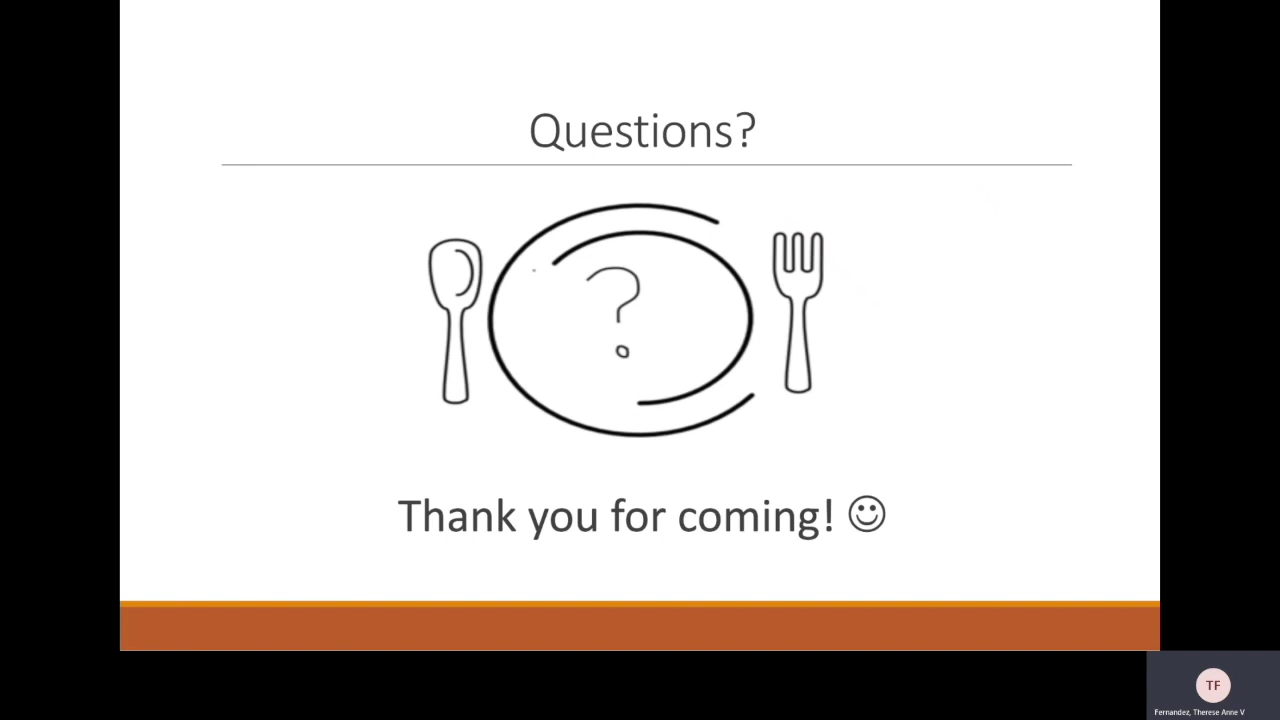 Questions?
?
Thank you for coming! ☺
TF
Fernandez, Therese Anne V